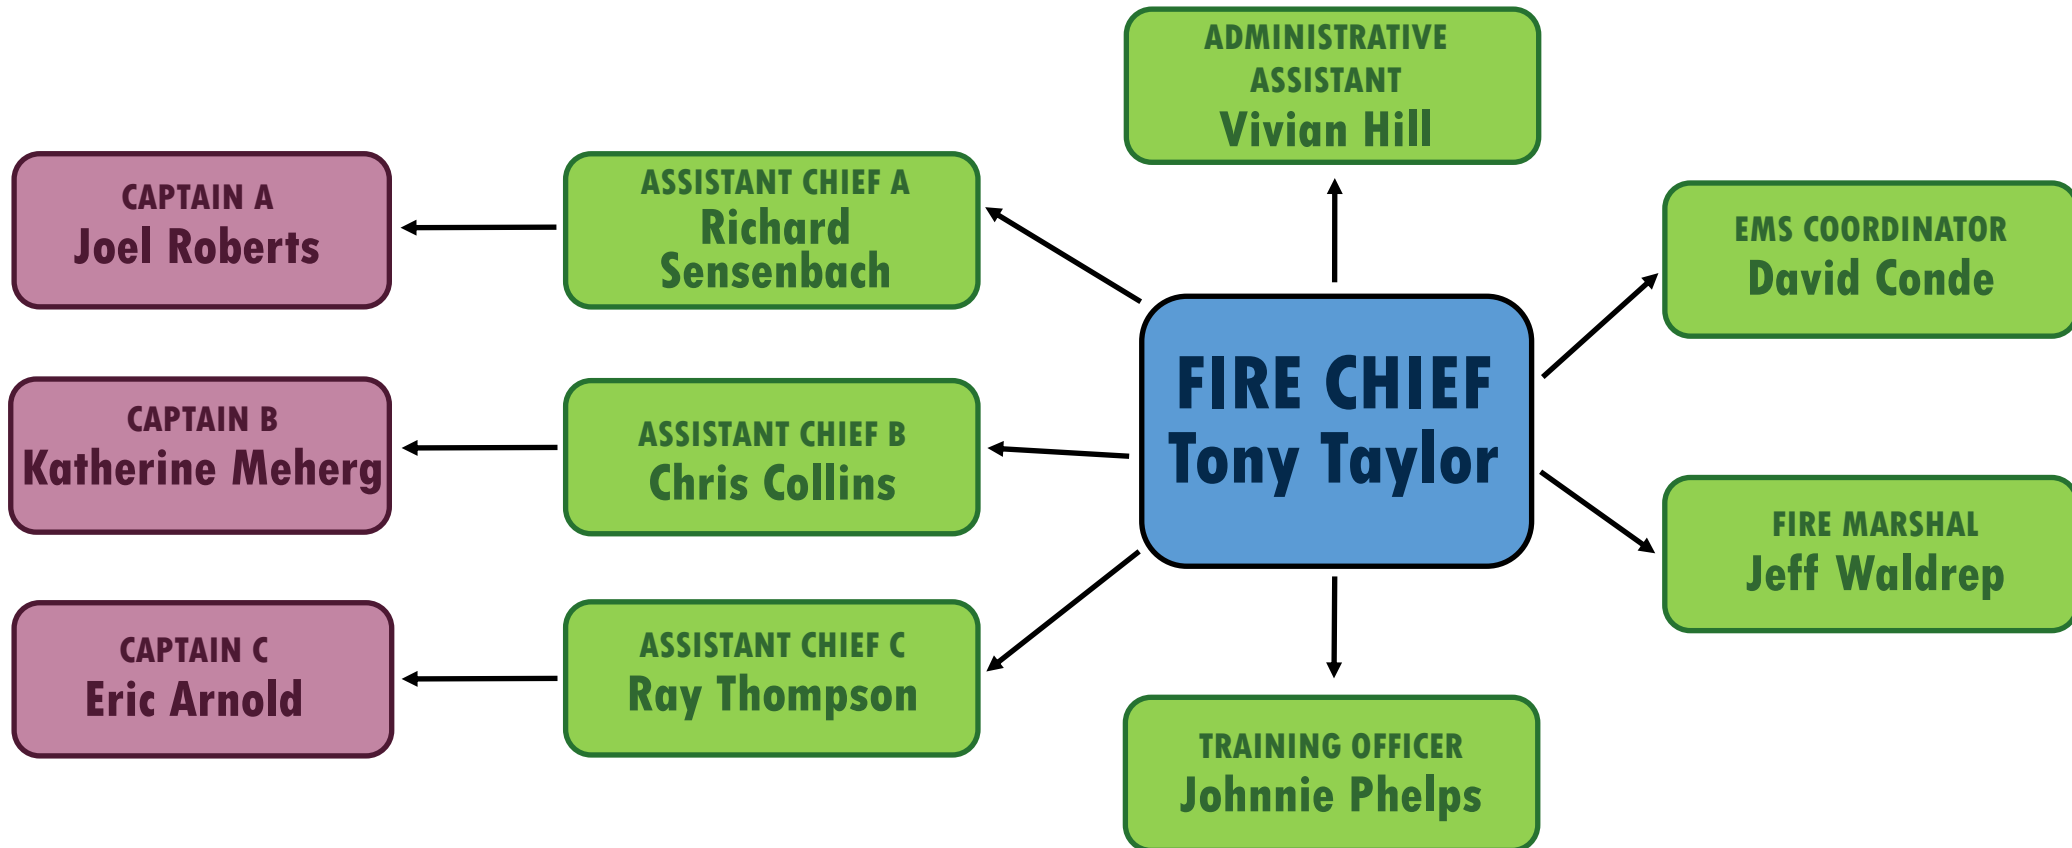 ADMINISTRATIVE
ASSISTANT
Vivian Hill
CAPTAIN A
Joel Roberts
ASSISTANT CHIEF A
Richard
Sensenbach
EMS COORDINATOR
David Conde
FIRE CHIEF
Tony Taylor
CAPTAIN B
Katherine Meherg
ASSISTANT CHIEF B
Chris Collins
FIRE MARSHAL
Jeff Waldrep
CAPTAIN C
Eric Arnold
ASSISTANT CHIEF C
Ray Thompson
TRAINING OFFICER
Johnnie Phelps